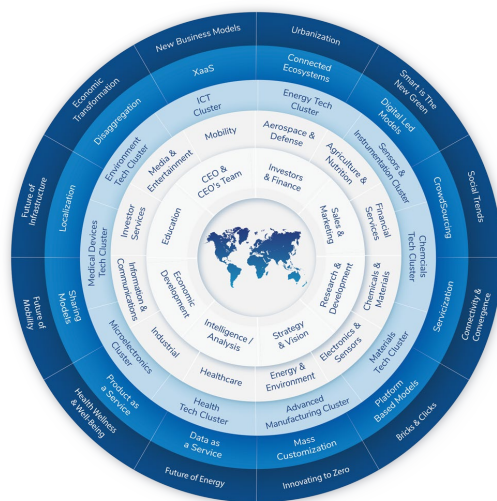 New Business Models
Urbanization
Smart is The
New Green
Social Trends
Connectivity &
Convergence
Bricks & Clicks
Innovating to Zero
Future of Energy
Health Wellness
& Well-Being
Future of
Mobility
Future of
Infrastructure
Economic
Transformation
XaaS
Connected
Ecosystems
Digital Led
Models
CrowdSourcing
Servicization
Platform
Based Models
Mass
Customization
Data as
a Service
Product as
a Service
Sharing
Models
Localization
Disaggregation
ICT
Cluster
Energy Tech
Cluster
Sensors &
Instrumentation Cluster
Chemcials
Tech Cluster
Materials
Tech Cluster
Advanced
Manufacturing Cluster
Health
Tech Cluster
Microelectronics
Cluster
Medical Devices
Tech Cluster
Environment
Tech Cluster
Mobility
Aerospace &
Defense
Agriculture &
Nutrition
Financial
Services
Chemicals &
Materials
Electronics &
Sensors
Energy &
Environment
Healthcare
Industrial
Information &
Communications
Investor
Services
Media &
Entertainment
CEO &
CEO's Team
Investors
& Finance
Sales &
Marketing
Research &
Development
Strategy
& Vision
Intelligence /
Analysis
Economic
Development
Education